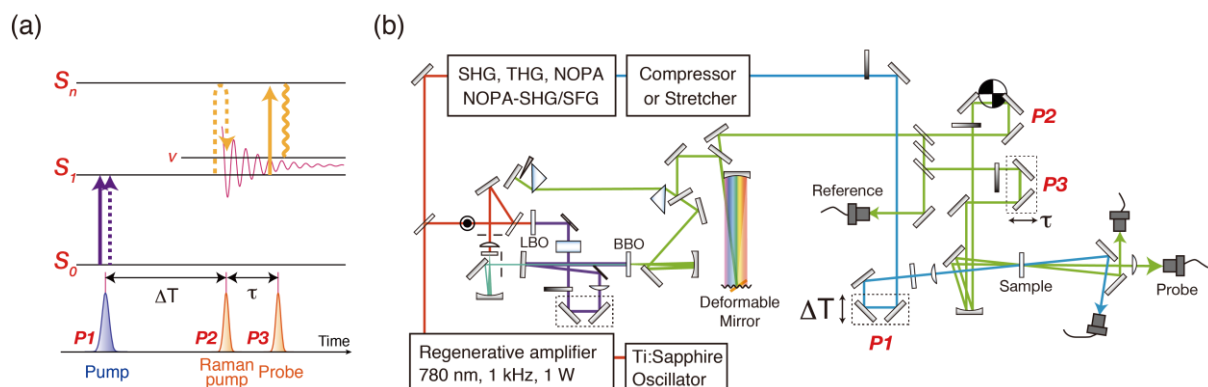 (a)
Sn
ν
S1
S0
ΔT
τ
P1
P2
P3
Time
Pump
Raman
pump
Probe
(b)
SHG, THG, NOPA
NOPA-SHG/SFG
Compressor
or Stretcher
P2
P3
Reference
τ
LBO
BBO
Deformable
Mirror
Sample
Probe
ΔT
P1
Regenerative amplifier
780 nm, 1 kHz, 1 W
Ti:Sapphire
Oscillator